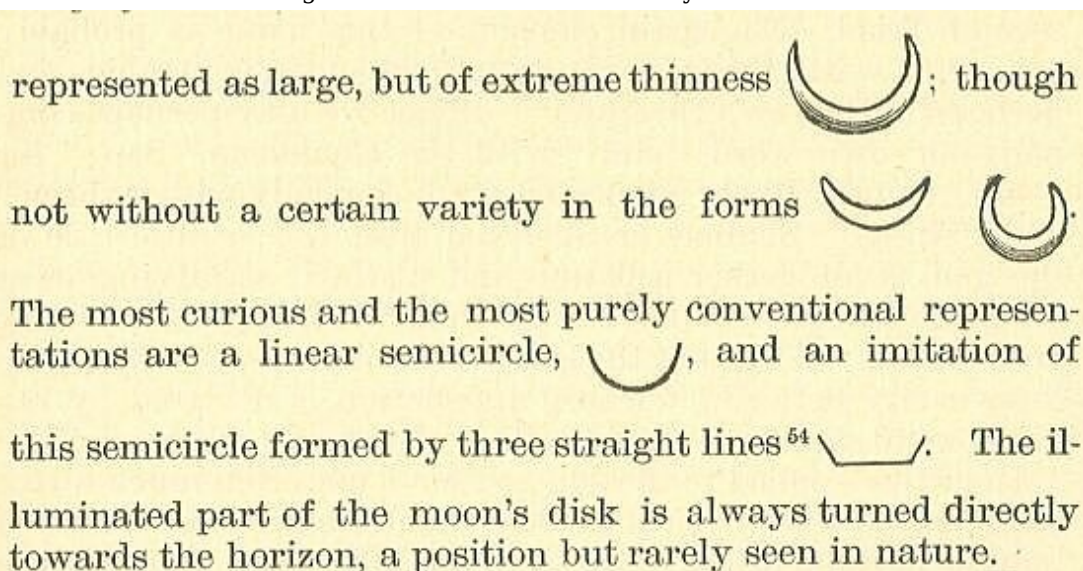 represented as large, but of extreme thinness ; though
not without a certain variety in the forms .
The most curious and the most purely conventional represen-
tations are a linear semicircle, , and an imitation of
this semicircle formed by three straight lines ⁵⁴ . The il-
luminated part of the moon's disk is always turned directly
towards the horizon, a position but rarely seen in nature.